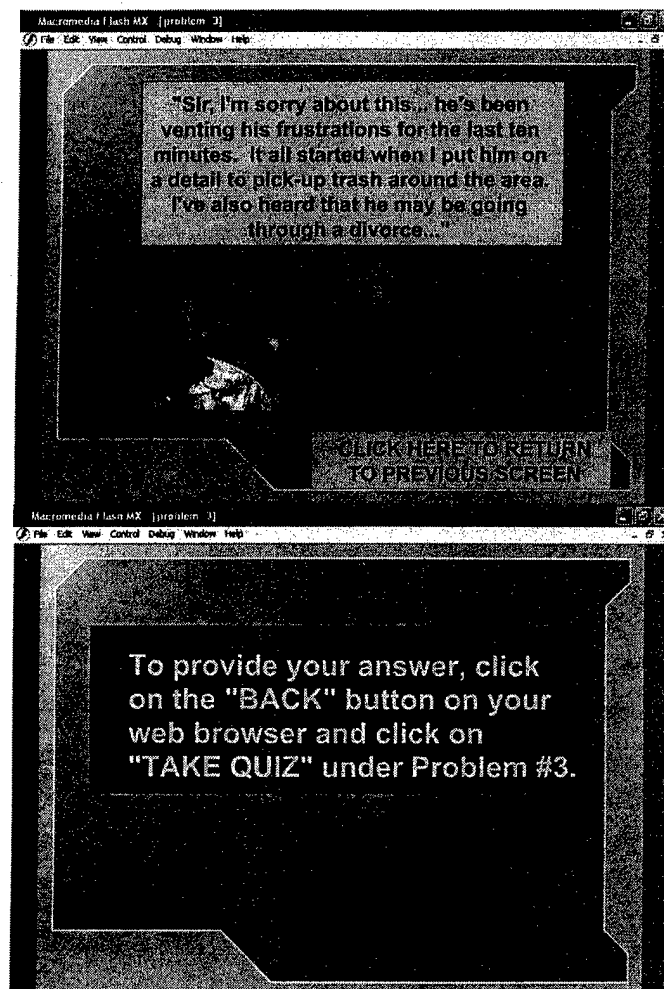 Macromedia Flash MX - [problem 3]
File Edit View Control Debug Window Help
"Sir, I'm sorry about this... he's been
venting his frustrations for the last ten
minutes. It all started when I put him on
a detail to pick-up trash around the area.
I've also heard that he may be going
through a divorce..."
CLICK HERE TO RETURN
TO PREVIOUS SCREEN
Macromedia Flash MX - [problem 3]
File Edit View Control Debug Window Help
To provide your answer, click
on the "BACK" button on your
web browser and click on
"TAKE QUIZ" under Problem #3.